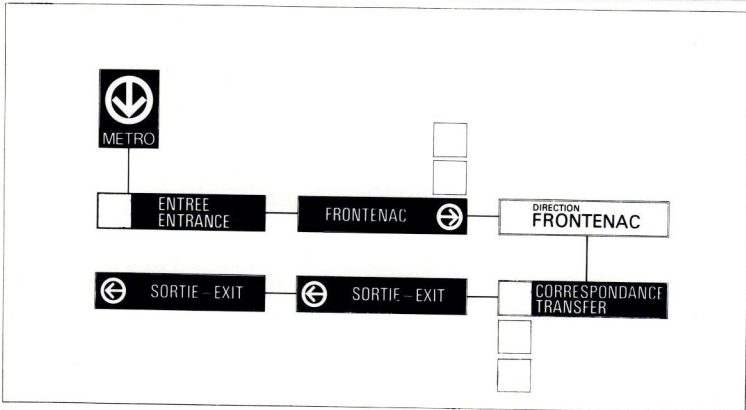 METRO
ENTREE
ENTRANCE
FRONTENAC
DIRECTION
FRONTENAC
SORTIE – EXIT
SORTIE – EXIT
CORRESPONDANCE
TRANSFER